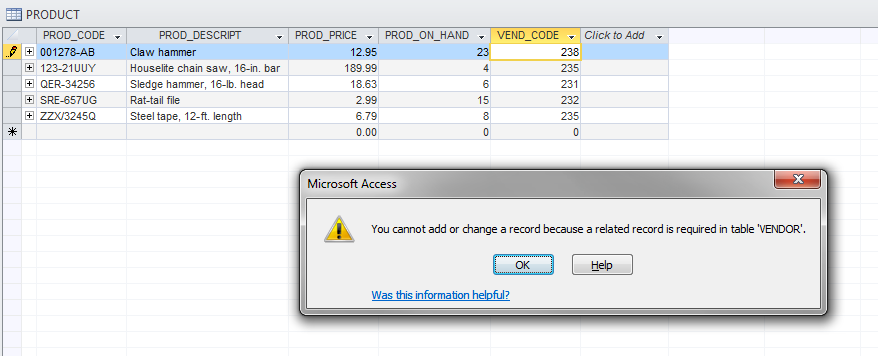 PRODUCT
PROD_CODE PROD_DESCRIPT PROD_PRICE PROD_ON_HAND VEND_CODE Click to Add
001278-AB Claw hammer 12.95 23 238
123-21UUY Houselite chain saw, 16-in. bar 189.99 4 235
QER-34256 Sledge hammer, 16-lb. head 18.63 6 231
SRE-657UG Rat-tail file 2.99 15 232
ZZX/3245Q Steel tape, 12-ft. length 6.79 8 235
0.00 0 0
Microsoft Access
You cannot add or change a record because a related record is required in table 'VENDOR'.
OK Help
Was this information helpful?